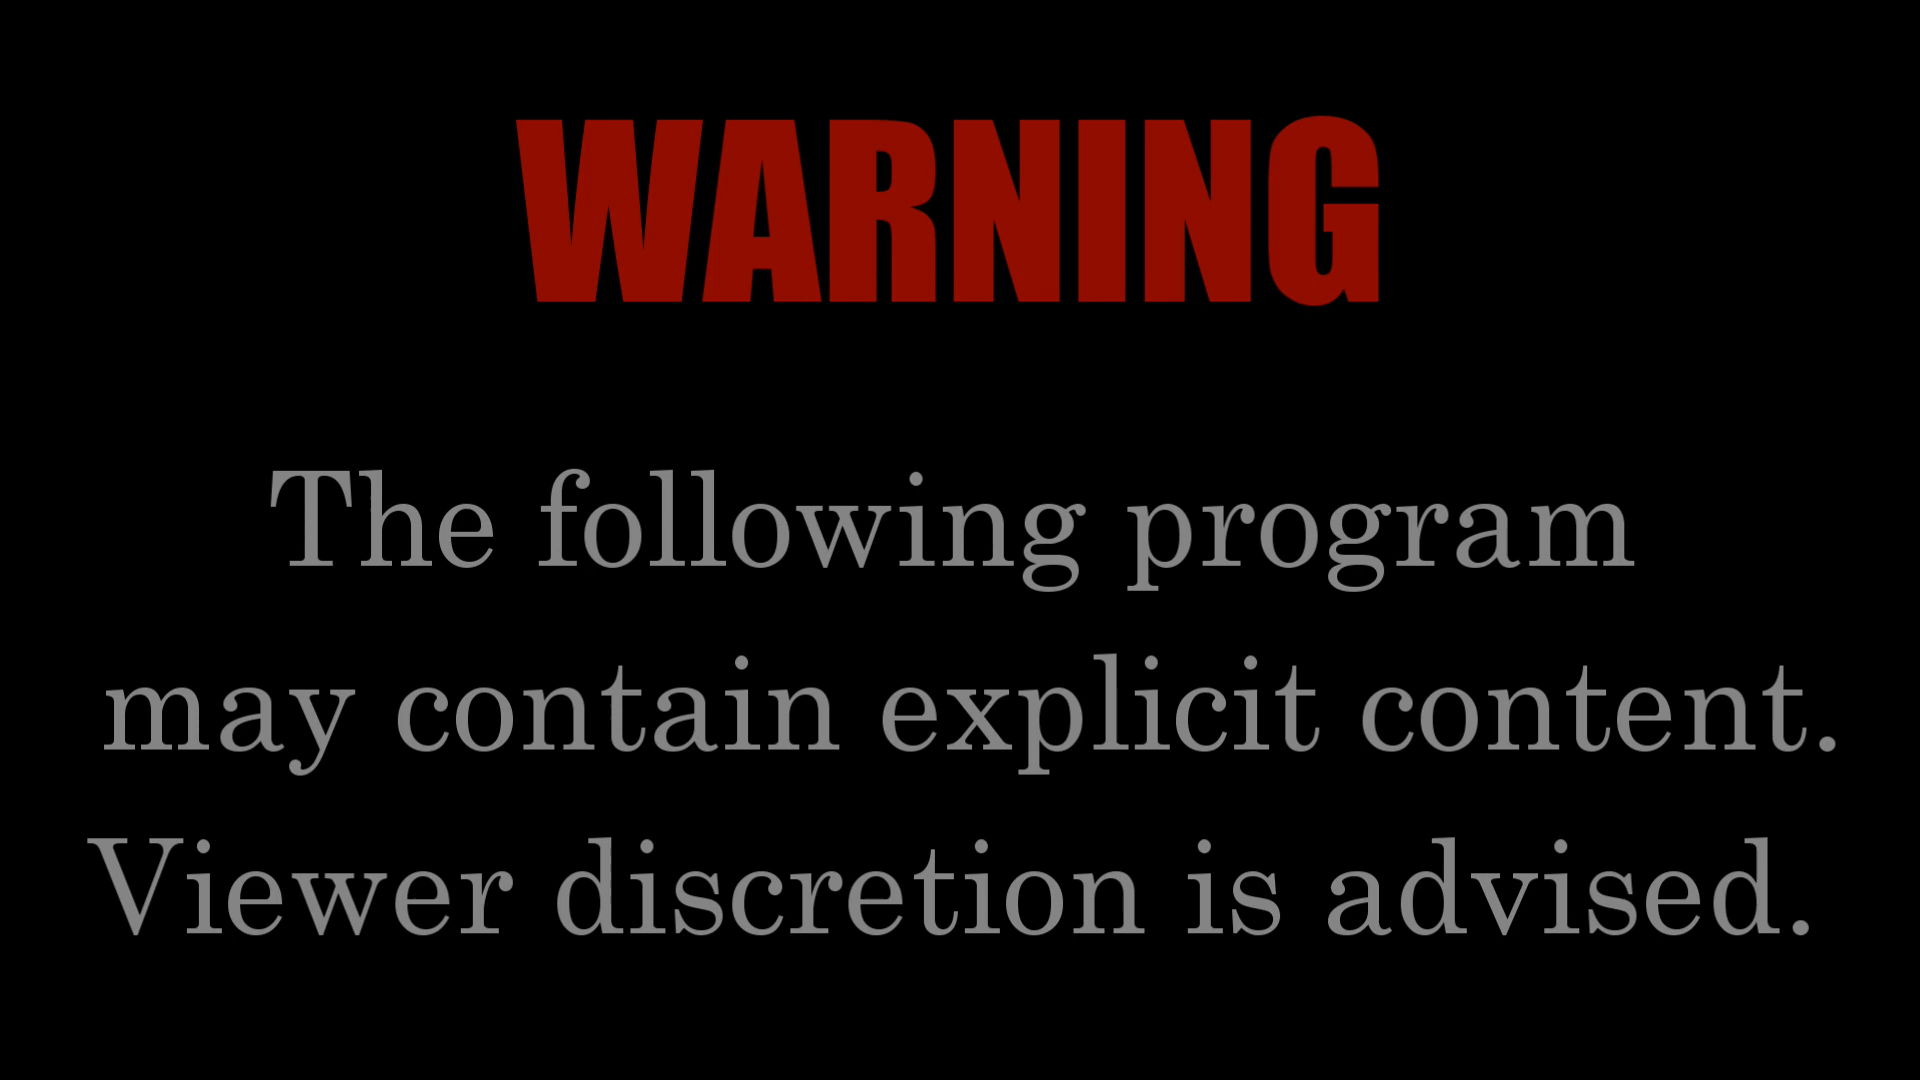 WARNING
The following program
may contain explicit content.
Viewer discretion is advised.